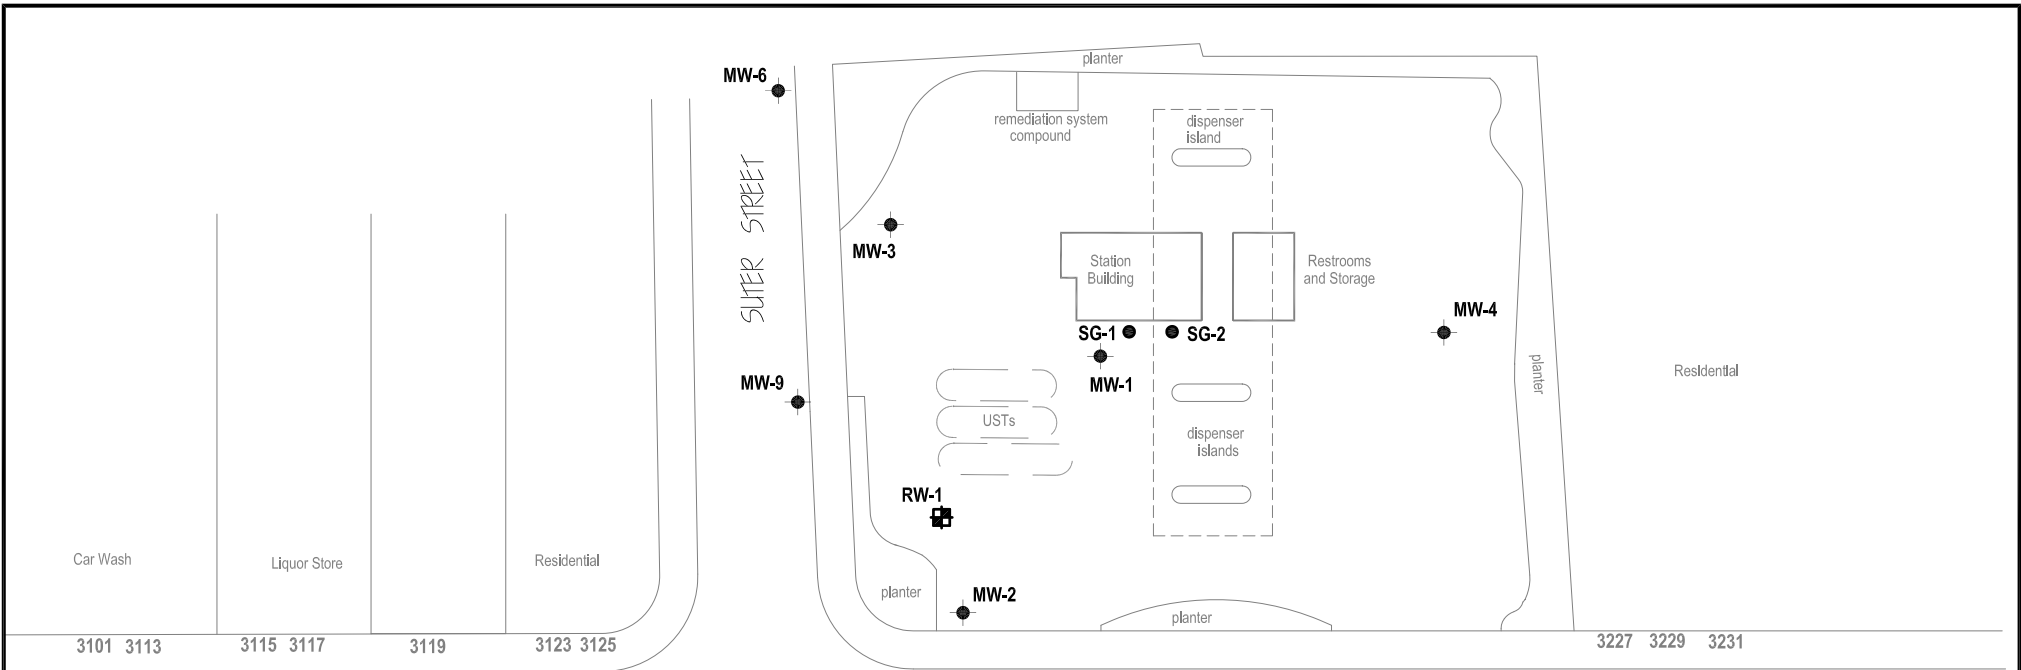 planter
MW-6
remediation system
compound
dispenser
island
SUTER STREET
MW-3
Station
Building
Restrooms
and Storage
MW-4
SG-1
SG-2
MW-1
planter
Residential
MW-9
USTs
dispenser
islands
RW-1
Car Wash
Liquor Store
Residential
planter
MW-2
planter
3101 3113
3115 3117
3119
3123 3125
3227 3229 3231